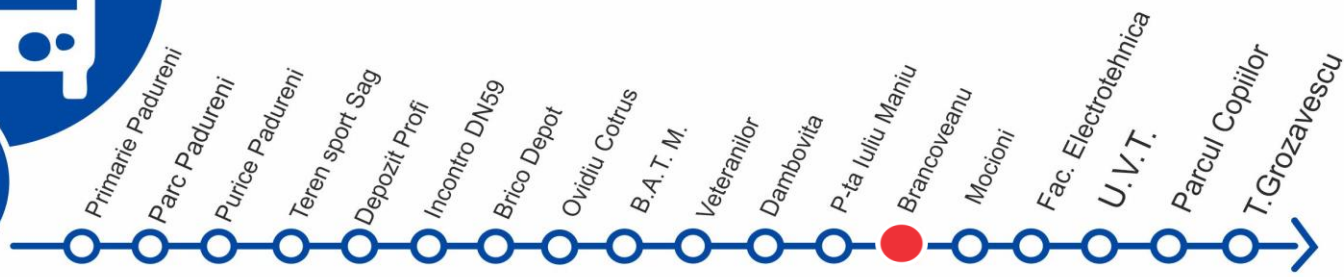 Primarie Padureni
Parc Padureni
Purice Padureni
Teren sport Sag
Depozit Profi
Incontro DN59
Brico Depot
Ovidiu Cotrus
B.A.T.M.
Veteranilor
Dambovita
P-ta Iuliu Maniu
Brancoveanu
Mocioni
Fac. Electrotehnica
U.V.T.
Parcul Copiilor
T.Grozavescu